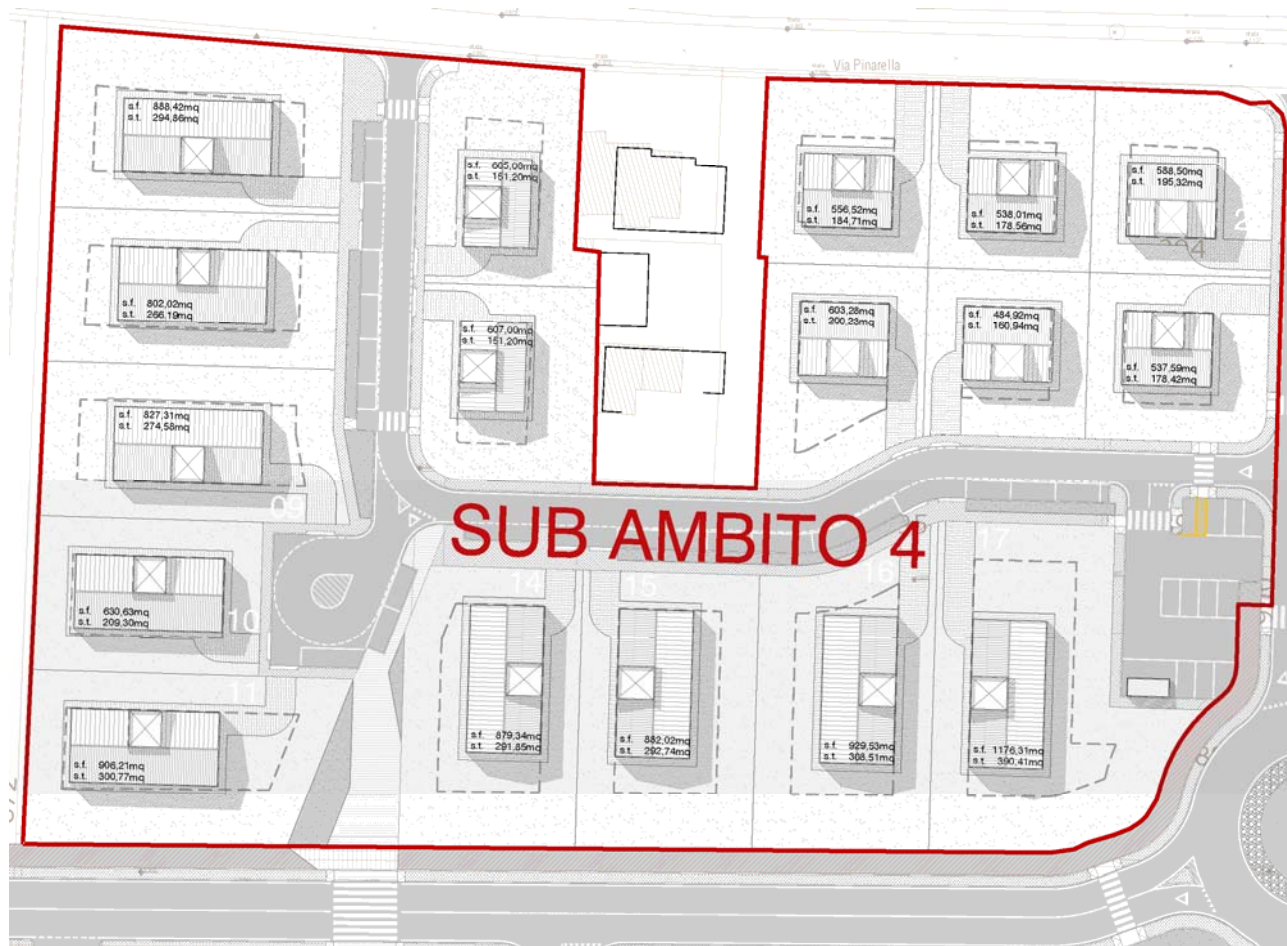 Via Pinarella
s.f. 888,42mq
s.t. 294,86mq
s.f. 605,00mq
s.t. 151,20mq
s.f. 556,52mq
s.t. 184,71mq
s.f. 538,01mq
s.t. 178,56mq
s.f. 588,50mq
s.t. 195,32mq
s.f. 802,02mq
s.t. 266,19mq
s.f. 607,00mq
s.t. 151,20mq
s.f. 603,28mq
s.t. 200,23mq
s.f. 484,92mq
s.t. 160,94mq
s.f. 537,59mq
s.t. 178,42mq
s.f. 827,31mq
s.t. 274,58mq
09
SUB AMBITO 4
17
14
15
16
s.f. 630,63mq
s.t. 209,30mq
10
11
s.f. 906,21mq
s.t. 300,77mq
s.f. 879,34mq
s.t. 291,85mq
s.f. 882,02mq
s.t. 292,74mq
s.f. 929,53mq
s.t. 308,51mq
s.f. 1176,31mq
s.t. 390,41mq